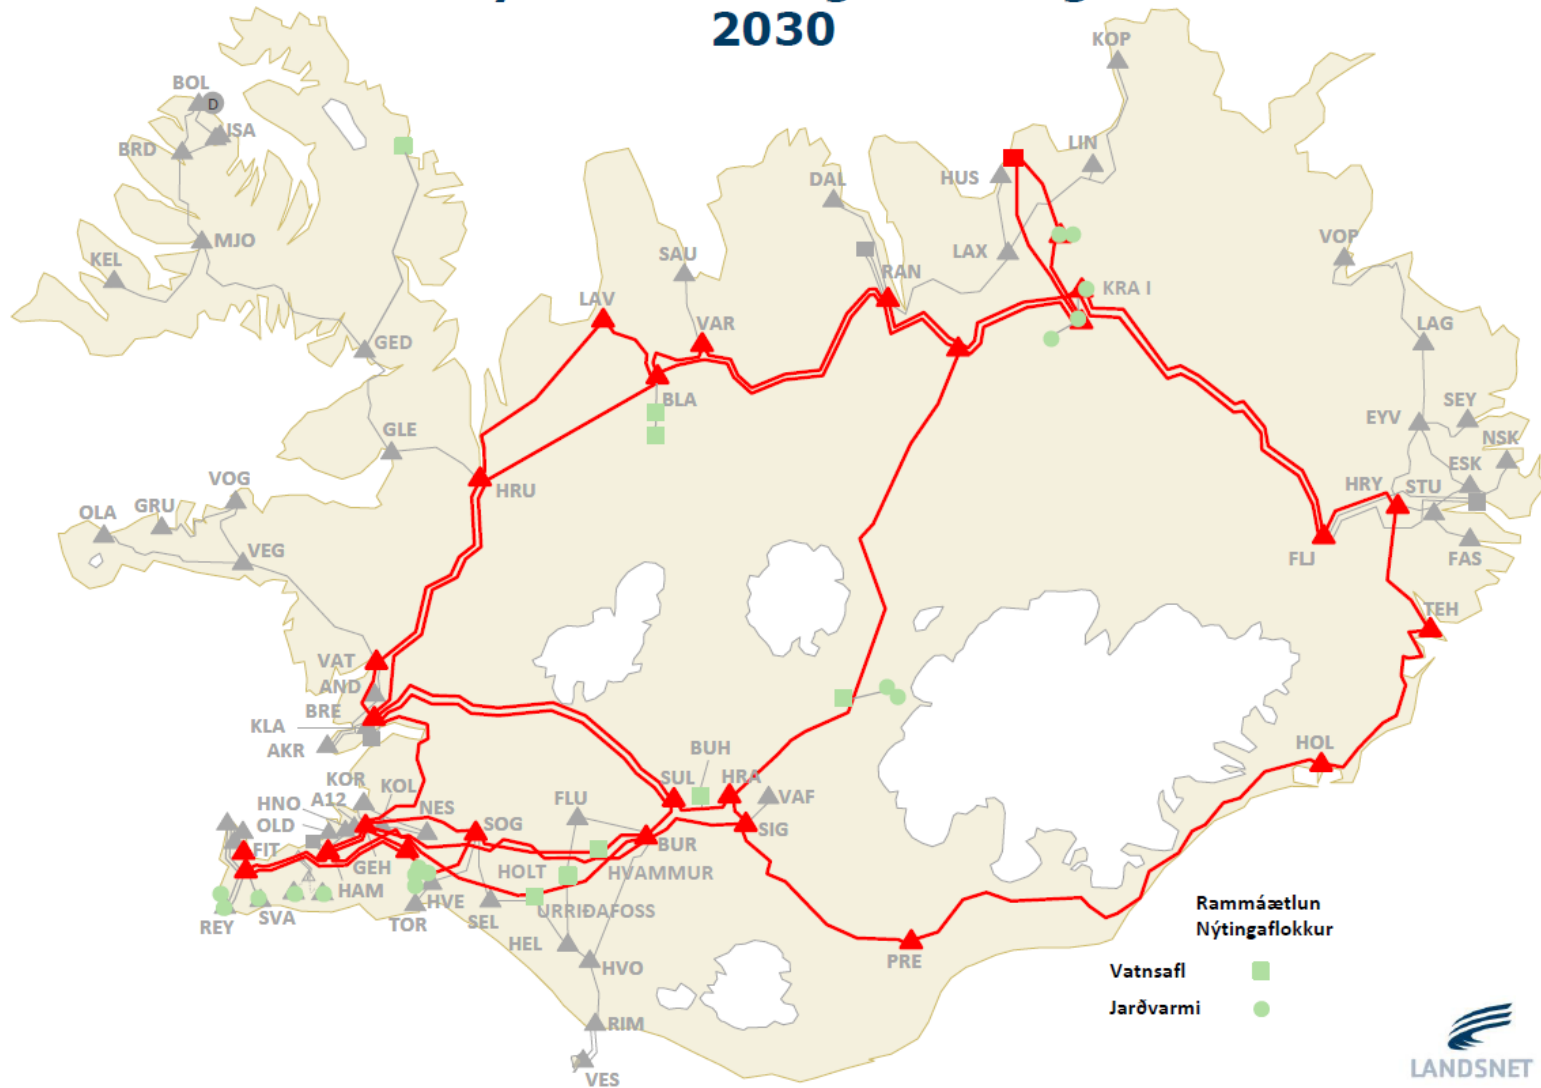 2030
KOP
BOL
D
ISA
BRD
LIN
HUS
DAL
MJO
KEL
SAU
LAX
VOP
RAN
LAV
KRA I
VAR
LAG
GED
BLA
SEY
EYV
GLE
NSK
ESK
VOG
HRU
HRY
STU
OLA
GRU
VEG
FLJ
FAS
TEH
VAT
AND
BRE
KLA
AKR
BUH
HOL
KOR
KOL
SUL
HRA
HNO
A12
NES
FLU
VAF
OLD
SOG
SIG
FIT
BUR
GEH
HOLT
HVAMMUR
HAM
HVE
URRIÐAFOSS
REY
SVA
TOR
SEL
HEL
PRE
HVO
RIM
VES
Rammáætlun
Nýtingaflokkur
Vatnsafl
Jarðvarmi
LANDSNET